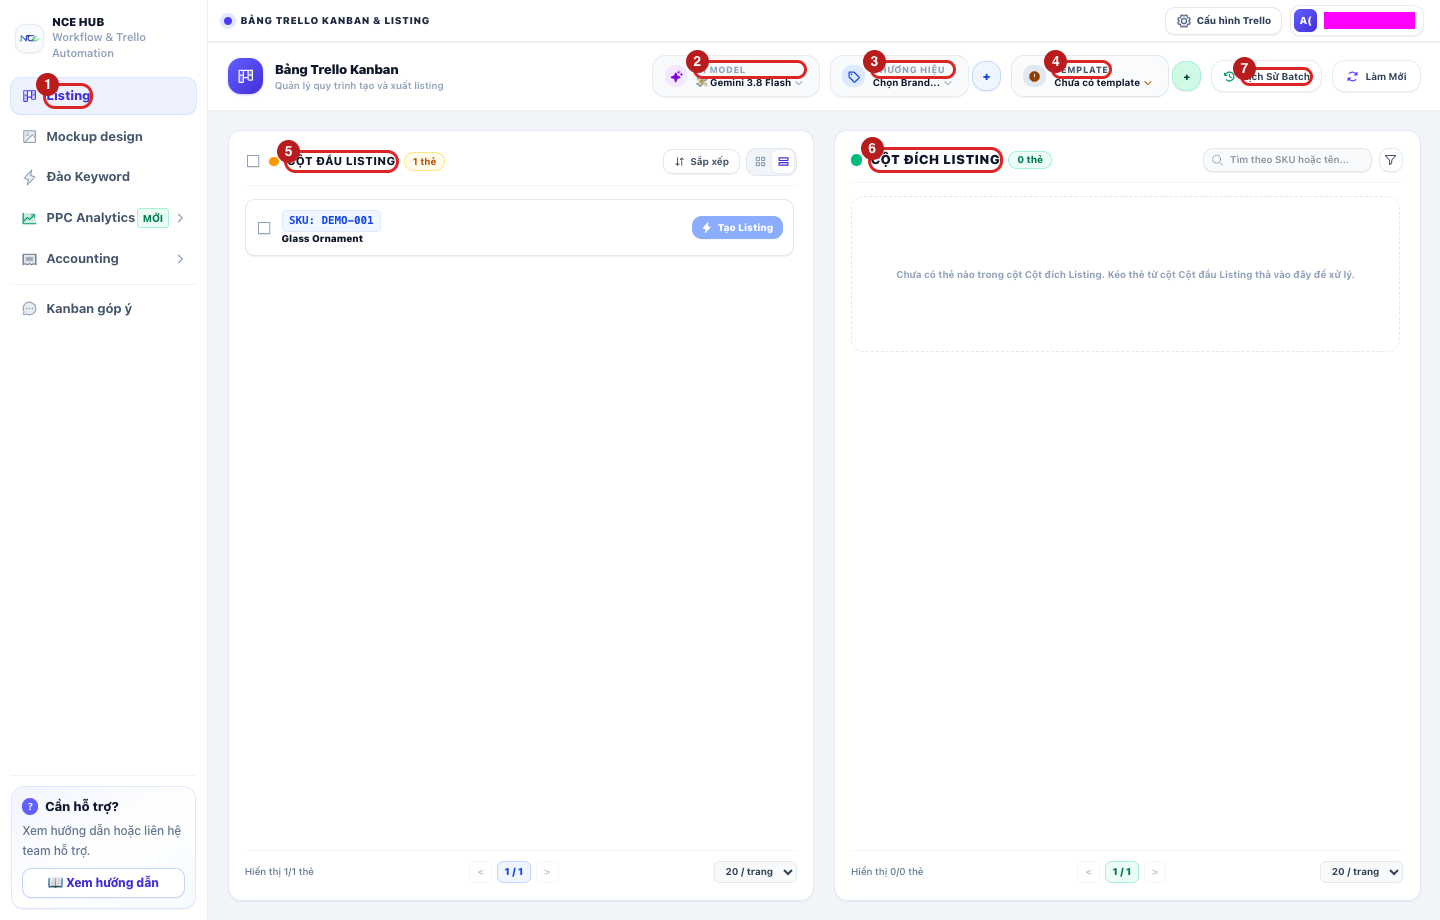 NCE HUB
Workflow & Trello
Automation
1
Listing
Mockup design
Đào Keyword
PPC Analytics MỚI
Accounting
Kanban góp ý
? Cần hỗ trợ?
Xem hướng dẫn hoặc liên hệ
team hỗ trợ.
Xem hướng dẫn
BẢNG TRELLO KANBAN & LISTING
Cấu hình Trello
A(
Bảng Trello Kanban
Quản lý quy trình tạo và xuất listing
2
MODEL
Gemini 3.8 Flash
3
HƯƠNG HIỆU
Chọn Brand...
+
4
EMPLATE
Chưa có template
+
7
ịch Sử Batch
Làm Mới
5
CỘT ĐẦU LISTING
1 thẻ
Sắp xếp
SKU: DEMO-001
Glass Ornament
Tạo Listing
Hiển thị 1/1 thẻ
< 1 / 1 >
20 / trang
6
CỘT ĐÍCH LISTING
0 thẻ
Tìm theo SKU hoặc tên...
Chưa có thẻ nào trong cột Cột đích Listing. Kéo thẻ từ cột Cột đầu Listing thả vào đây để xử lý.
Hiển thị 0/0 thẻ
< 1 / 1 >
20 / trang